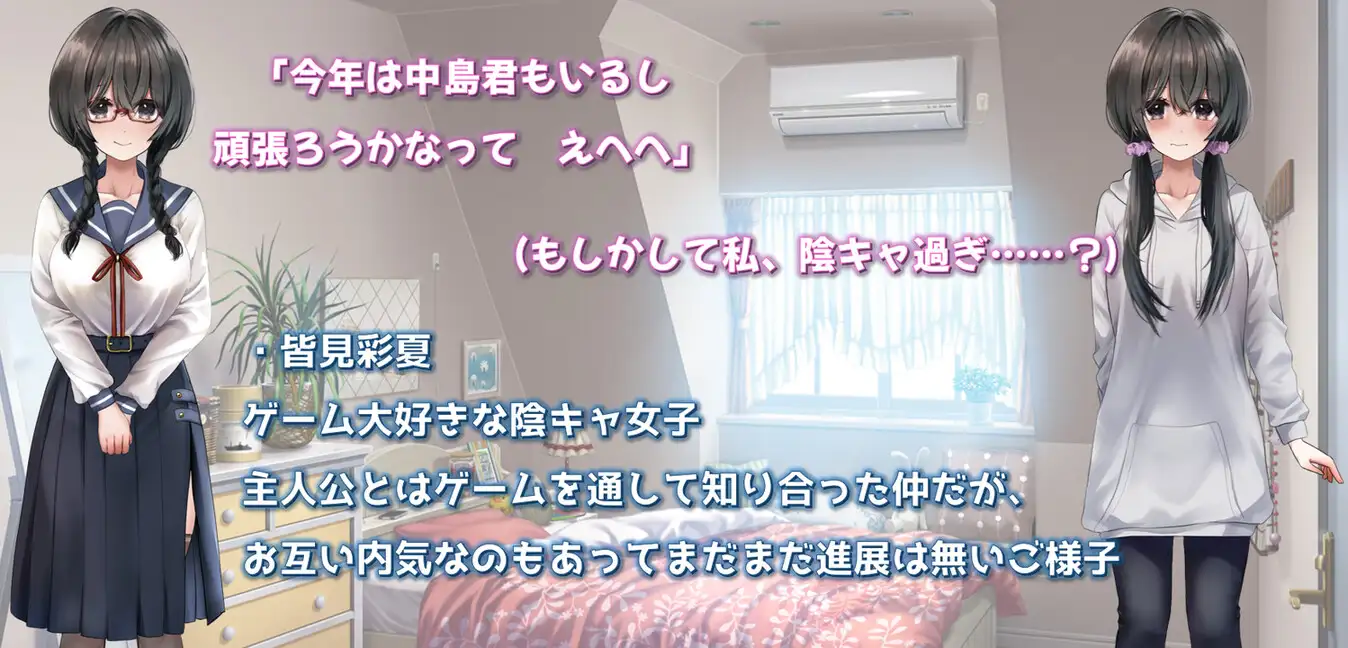 「今年は中島君もいるし
頑張ろうかなって　えへへ」
(もしかして私、陰キャ過ぎ……？)
・皆見彩夏
ゲーム大好きな陰キャ女子
主人公とはゲームを通して知り合った仲だが、
お互い内気なのもあってまだまだ進展は無いご様子